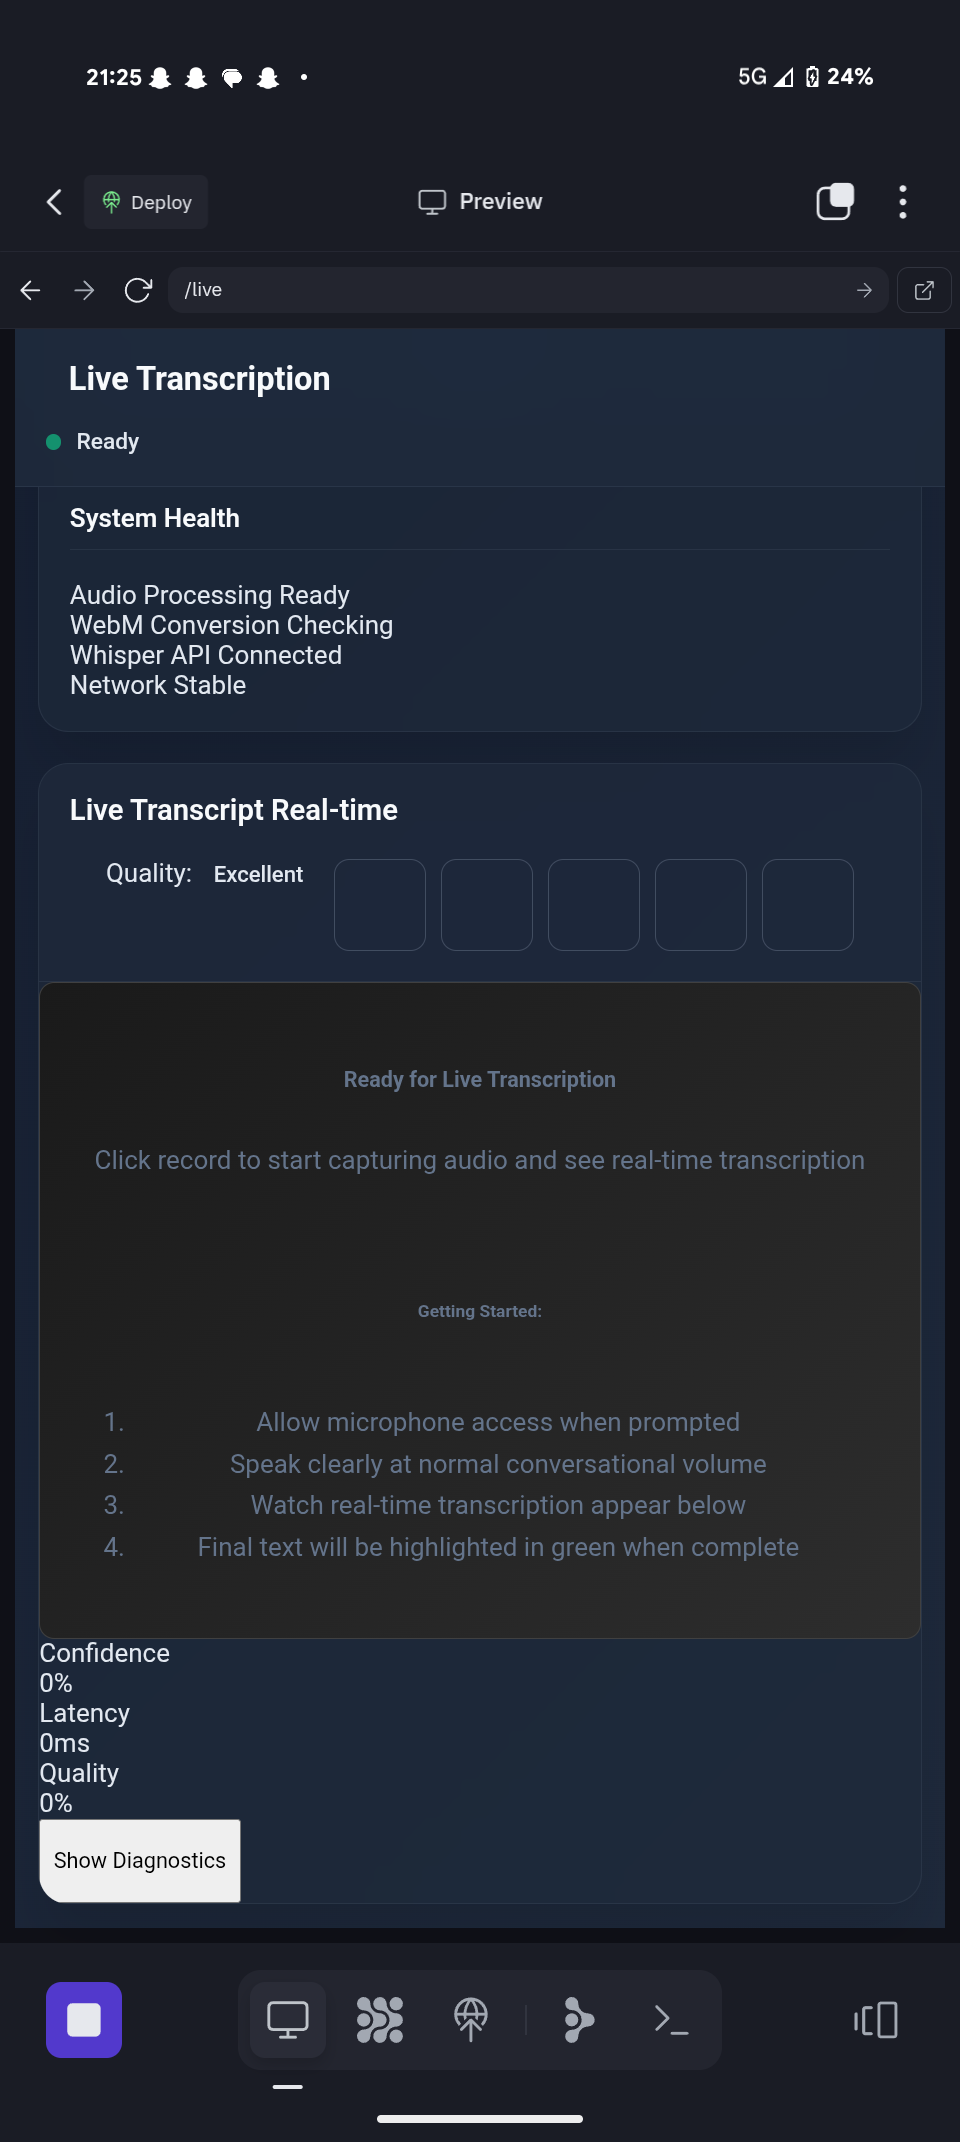 21:25
5G 24%
Deploy
Preview
/live
Live Transcription
Ready
System Health
Audio Processing Ready
WebM Conversion Checking
Whisper API Connected
Network Stable
Live Transcript Real-time
Quality: Excellent
Ready for Live Transcription
Click record to start capturing audio and see real-time transcription
Getting Started:
1. Allow microphone access when prompted
2. Speak clearly at normal conversational volume
3. Watch real-time transcription appear below
4. Final text will be highlighted in green when complete
Confidence
0%
Latency
0ms
Quality
0%
Show Diagnostics